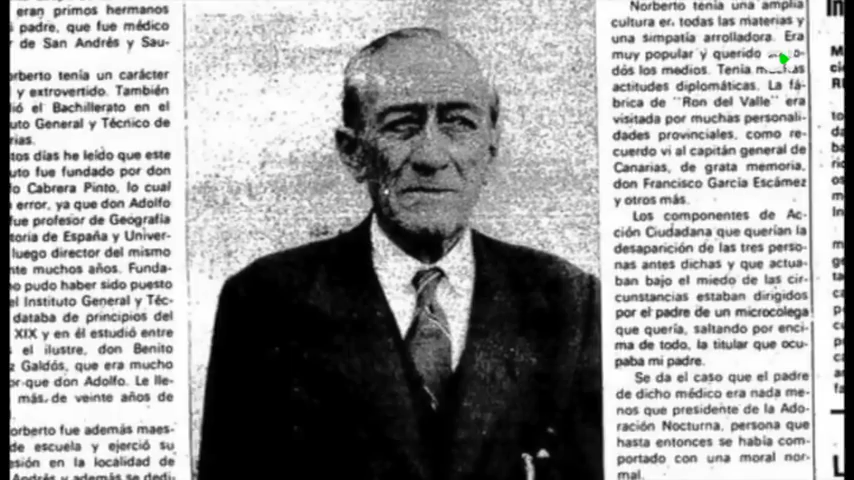 eran primos hermanos
padre, que fue médico
de San Andrés y Sau-
orberto tenía un carácter
y extrovertido. También
lió el Bachillerato en el
uto General y Técnico de
rias.
tos días he leído que este
uto fue fundado por don
o Cabrera Pinto, lo cual
error, ya que don Adolfo
fue profesor de Geografía
toria de España y Univer-
luego director del mismo
nte muchos años. Funda-
o pudo haber sido puesto
el Instituto General y Téc-
databa de principios del
XIX y en él estudió entre
el ilustre, don Benito
z Galdós, que era mucho
or que don Adolfo. Le lle-
más de veinte años de
orberto fue además maes-
de escuela y ejerció su
esión en la localidad de
Andrés y además se dedi-
Norberto tenía una amplia
cultura en todas las materias y
una simpatía arrolladora. Era
muy popular y querido
dós los medios. Tenía muchas
actitudes diplomáticas. La fá-
brica de "Ron del Valle" era
visitada por muchas personali-
dades provinciales, como re-
cuerdo vi al capitán general de
Canarias, de grata memoria,
don Francisco García Escámez
y otros más.
Los componentes de Ac-
ción Ciudadana que querían la
desaparición de las tres perso-
nas antes dichas y que actua-
ban bajo el miedo de las cir-
cunstancias estaban dirigidos
por el padre de un microcolega
que quería, saltando por enci-
ma de todo, la titular que ocu-
paba mi padre.
Se da el caso que el padre
de dicho médico era nada me-
nos que presidente de la Ado-
ración Nocturna, persona que
hasta entonces se había com-
portado con una moral nor-
mal.